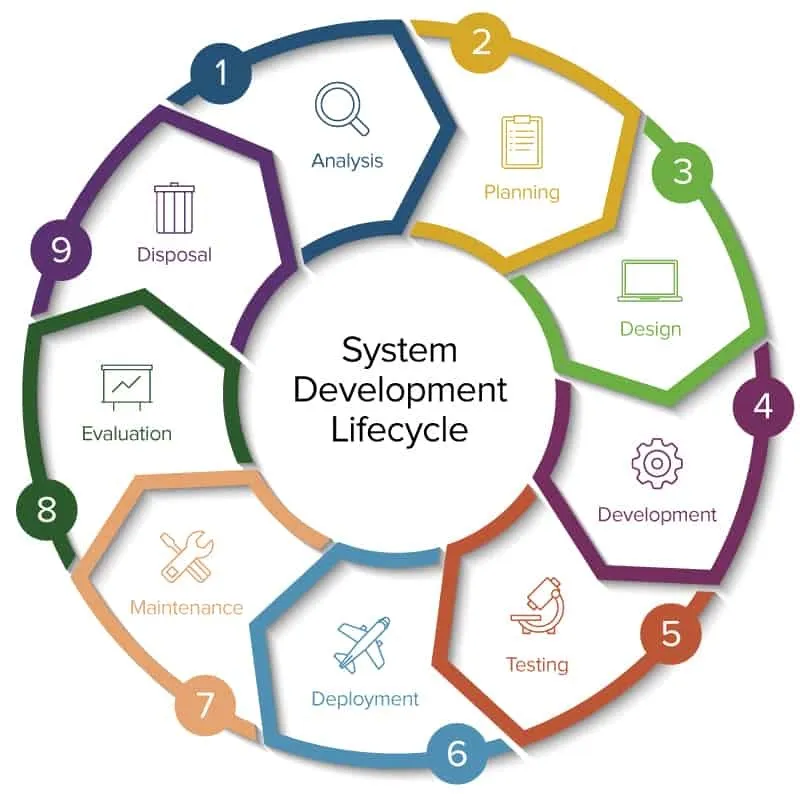 System
Development
Lifecycle
1
Analysis
2
Planning
3
Design
4
Development
5
Testing
6
Deployment
7
Maintenance
8
Evaluation
9
Disposal